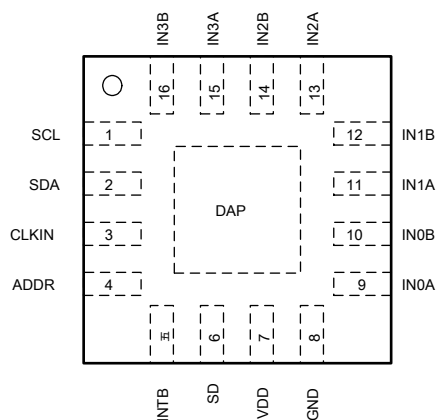 IN3B IN3A IN2B IN2A
16 15 14 13
SCL 1 12 IN1B
SDA 2 11 IN1A
DAP
CLKIN 3 10 IN0B
ADDR 4 9 IN0A
五 6 7 8
INTB SD VDD GND